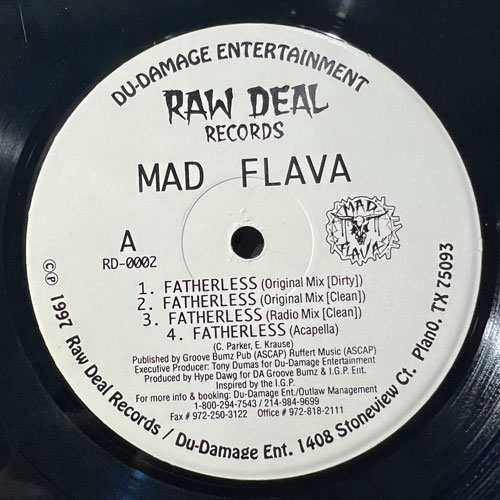 DU-DAMAGE ENTERTAINMENT
RAW DEAL
RECORDS
MAD FLAVA
MAD
FLAVA
A
RD-0002
1. FATHERLESS (Original Mix [Dirty])
2. FATHERLESS (Original Mix [Clean])
3. FATHERLESS (Radio Mix [Clean])
4. FATHERLESS (Acapella)
(C. Parker, E. Krause)
Published by Groove Bumz Pub (ASCAP) Ruffert Music (ASCAP)
Executive Producer: Tony Dumas for Du-Damage Entertainment
Produced by Hype Dawg for DA Groove Bumz & I.G.P. Ent.
Inspired by the I.G.P.
For more info & booking: Du-Damage Ent./Outlaw Management
1-800-294-7543 / 214-984-9699
Fax # 972-250-3122 Office # 972-818-2111
© ℗ 1997 Raw Deal Records / Du-Damage Ent. 1408 Stoneview Ct. PlanO, TX 75093